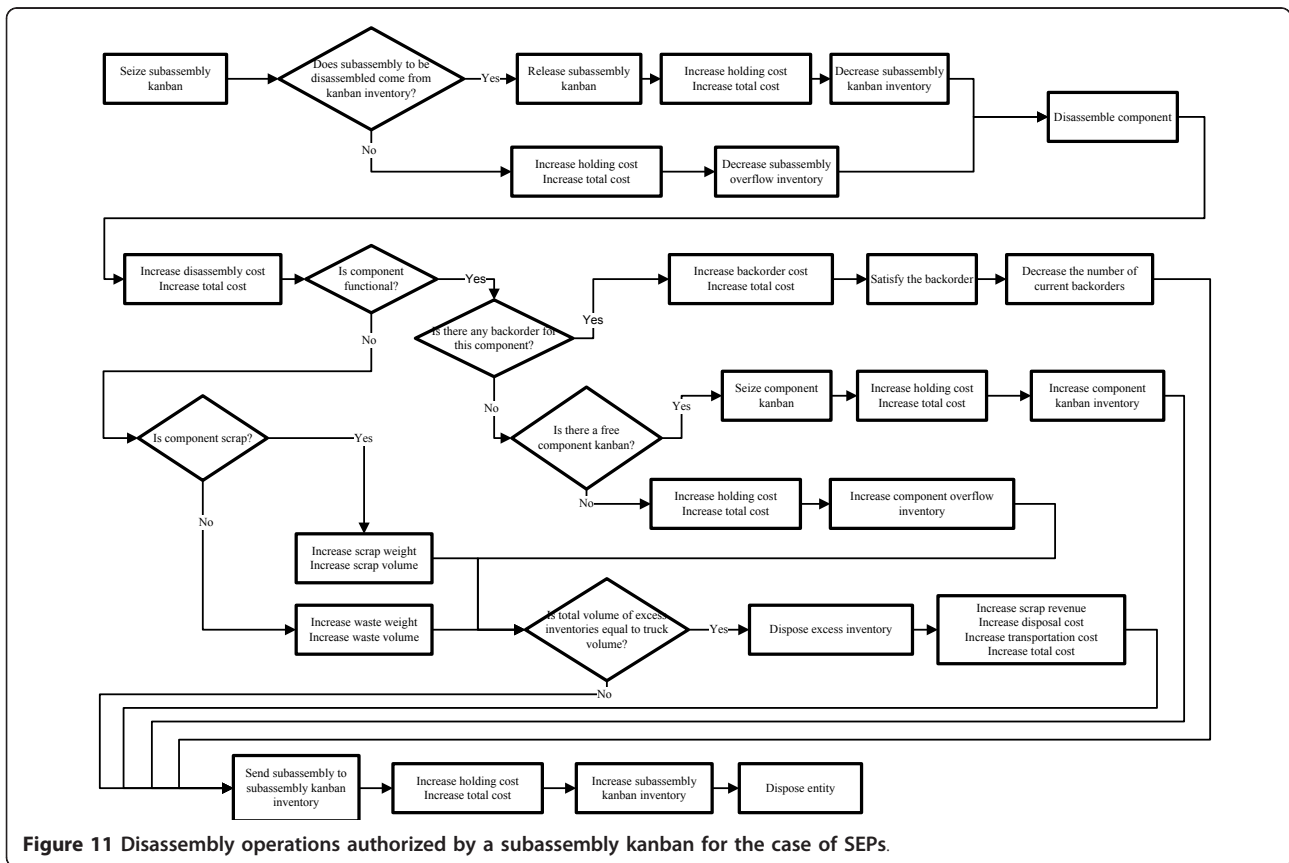 Seize subassembly
kanban
Does subassembly to be
disassembled come from
kanban inventory?
Yes
Release subassembly
kanban
Increase holding cost
Increase total cost
Decrease subassembly
kanban inventory
Disassemble component
No
Increase holding cost
Increase total cost
Decrease subassembly
overflow inventory
Increase disassembly cost
Increase total cost
Is component
functional?
Yes
Is there any backorder for
this component?
Yes
Increase backorder cost
Increase total cost
Satisfy the backorder
Decrease the number of
current backorders
No
No
Is there a free
component kanban?
Yes
Seize component
kanban
Increase holding cost
Increase total cost
Increase component
kanban inventory
Is component scrap?
Yes
No
Increase holding cost
Increase total cost
Increase component overflow
inventory
No
Increase scrap weight
Increase scrap volume
Increase waste weight
Increase waste volume
Is total volume of excess
inventories equal to truck
volume?
Yes
Dispose excess inventory
Increase scrap revenue
Increase disposal cost
Increase transportation cost
Increase total cost
No
Send subassembly to
subassembly kanban
inventory
Increase holding cost
Increase total cost
Increase subassembly
kanban inventory
Dispose entity
Figure 11 Disassembly operations authorized by a subassembly kanban for the case of SEPs.